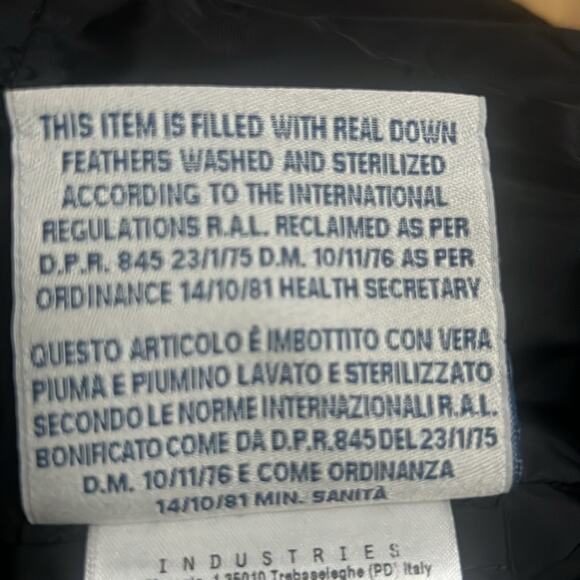 THIS ITEM IS FILLED WITH REAL DOWN
FEATHERS WASHED AND STERILIZED
ACCORDING TO THE INTERNATIONAL
REGULATIONS R.A.L. RECLAIMED AS PER
D.P.R. 845 23/1/75 D.M. 10/11/76 AS PER
ORDINANCE 14/10/81 HEALTH SECRETARY
QUESTO ARTICOLO È IMBOTTITO CON VERA
PIUMA E PIUMINO LAVATO E STERILIZZATO
SECONDO LE NORME INTERNAZIONALI R.A.L.
BONIFICATO COME DA D.P.R.845 DEL 23/1/75
D.M. 10/11/76 E COME ORDINANZA
14/10/81 MIN. SANITÀ
INDUSTRIES
35010 Trebaseleghe (PD) Italy